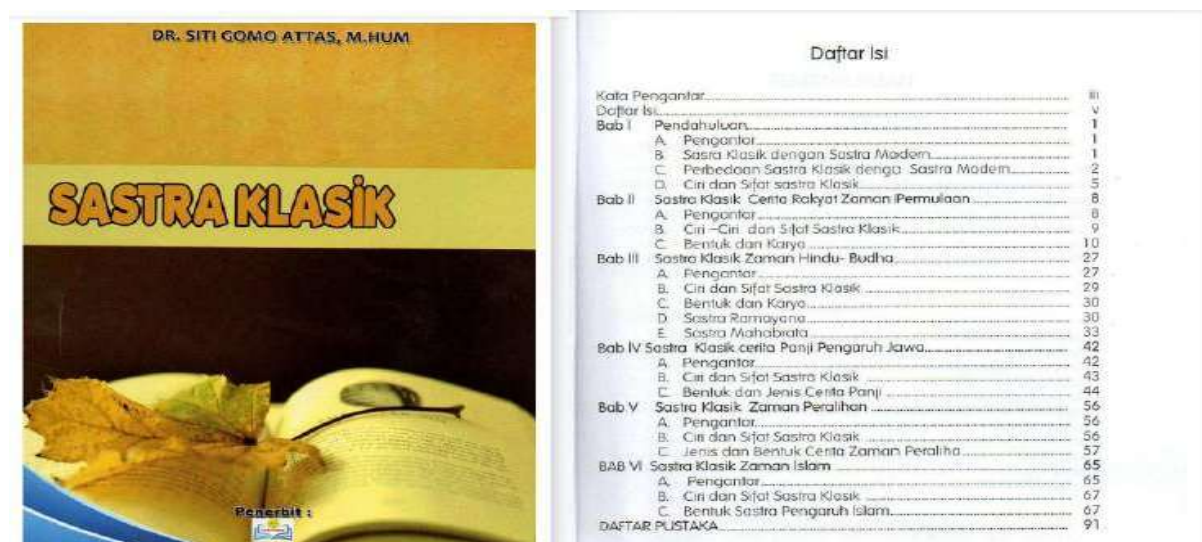 DR. SITI GOMO ATTAS, M.HUM
SASTRA KLASIK
Penerbit :
Daftar Isi
Kata Pengantar iii
Daftar Isi v
Bab I Pendahuluan 1
A. Pengantar 1
B. Sasra Klasik dengan Sastra Modern 1
C. Perbedaan Sastra Klasik denga Sastra Modern 2
D. Ciri dan Sifat sastra Klasik 5
Bab II Sastra Klasik Cerita Rakyat Zaman Permulaan 8
A. Pengantar 8
B. Ciri –Ciri dan Sifat Sastra Klasik 9
C. Bentuk dan Karya 10
Bab III Sastra Klasik Zaman Hindu- Budha 27
A. Pengantar 27
B. Ciri dan Sifat Sastra Klasik 29
C. Bentuk dan Karya 30
D. Sastra Ramayana 30
E. Sastra Mahabrata 33
Bab IV Sastra Klasik cerita Panji Pengaruh Jawa 42
A. Pengantar 42
B. Ciri dan Sifat Sastra Klasik 43
C. Bentuk dan Jenis Cerita Panji 44
Bab V Sastra Klasik Zaman Peralihan 56
A. Pengantar 56
B. Ciri dan Sifat Sastra Klasik 56
C. Jenis dan Bentuk Cerita Zaman Peraliha 57
BAB VI Sastra Klasik Zaman Islam 65
A. Pengantar 65
B. Ciri dan Sifat Sastra Klasik 67
C. Bentuk Sastra Pengaruh Islam 67
DAFTAR PUSTAKA 91